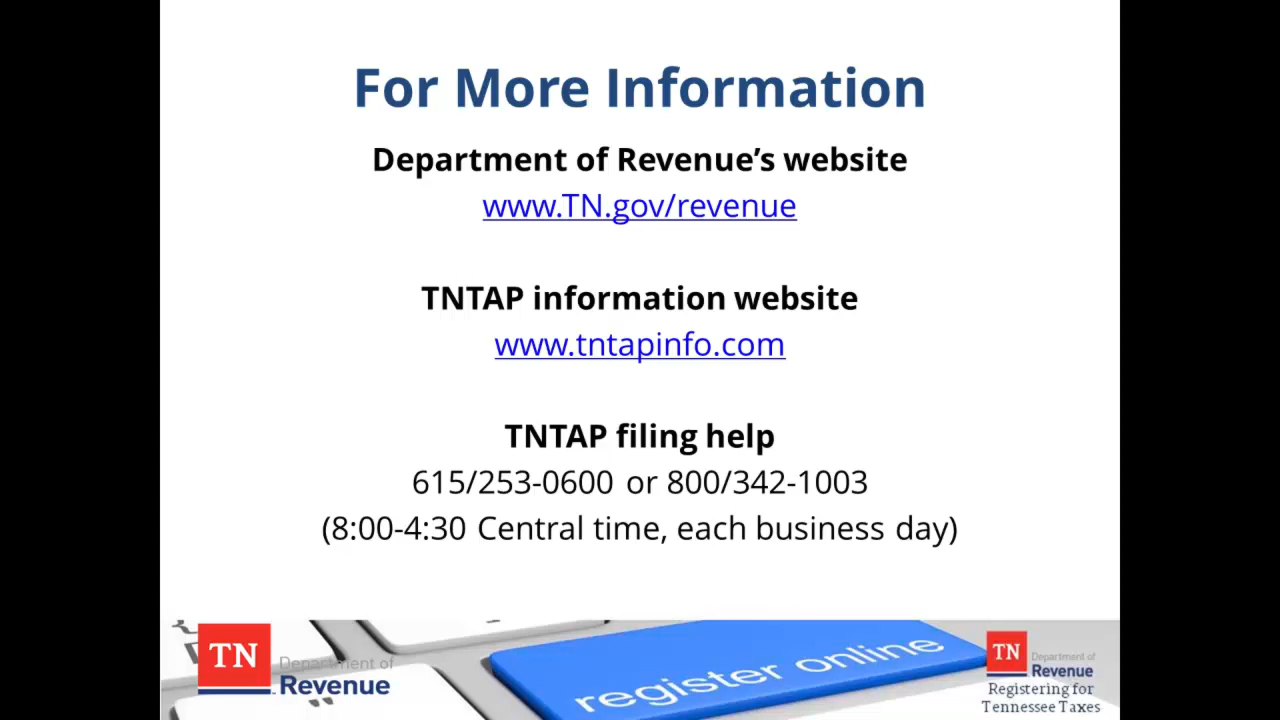 For More Information
Department of Revenue’s website
www.TN.gov/revenue
TNTAP information website
www.tntapinfo.com
TNTAP filing help
615/253-0600 or 800/342-1003
(8:00-4:30 Central time, each business day)
TN
Department of
Revenue
register online
TN
Department of
Revenue
Registering for
Tennessee Taxes